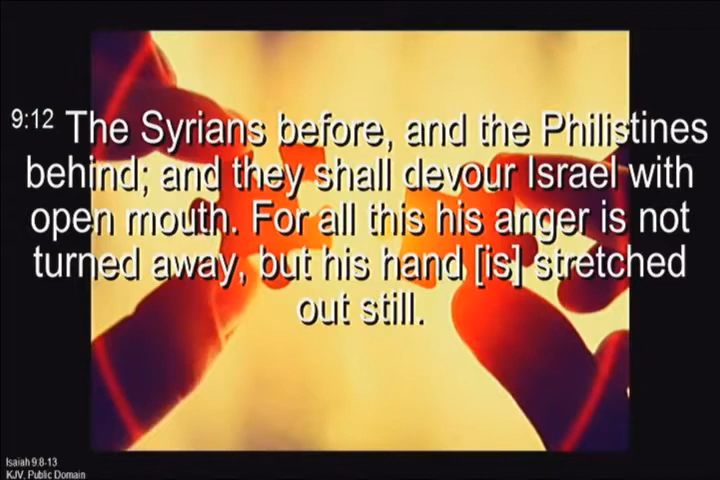 9:12 The Syrians before, and the Philistines
behind; and they shall devour Israel with
open mouth. For all this his anger is not
turned away, but his hand [is] stretched
out still.
Isaiah 9:8-13
KJV, Public Domain